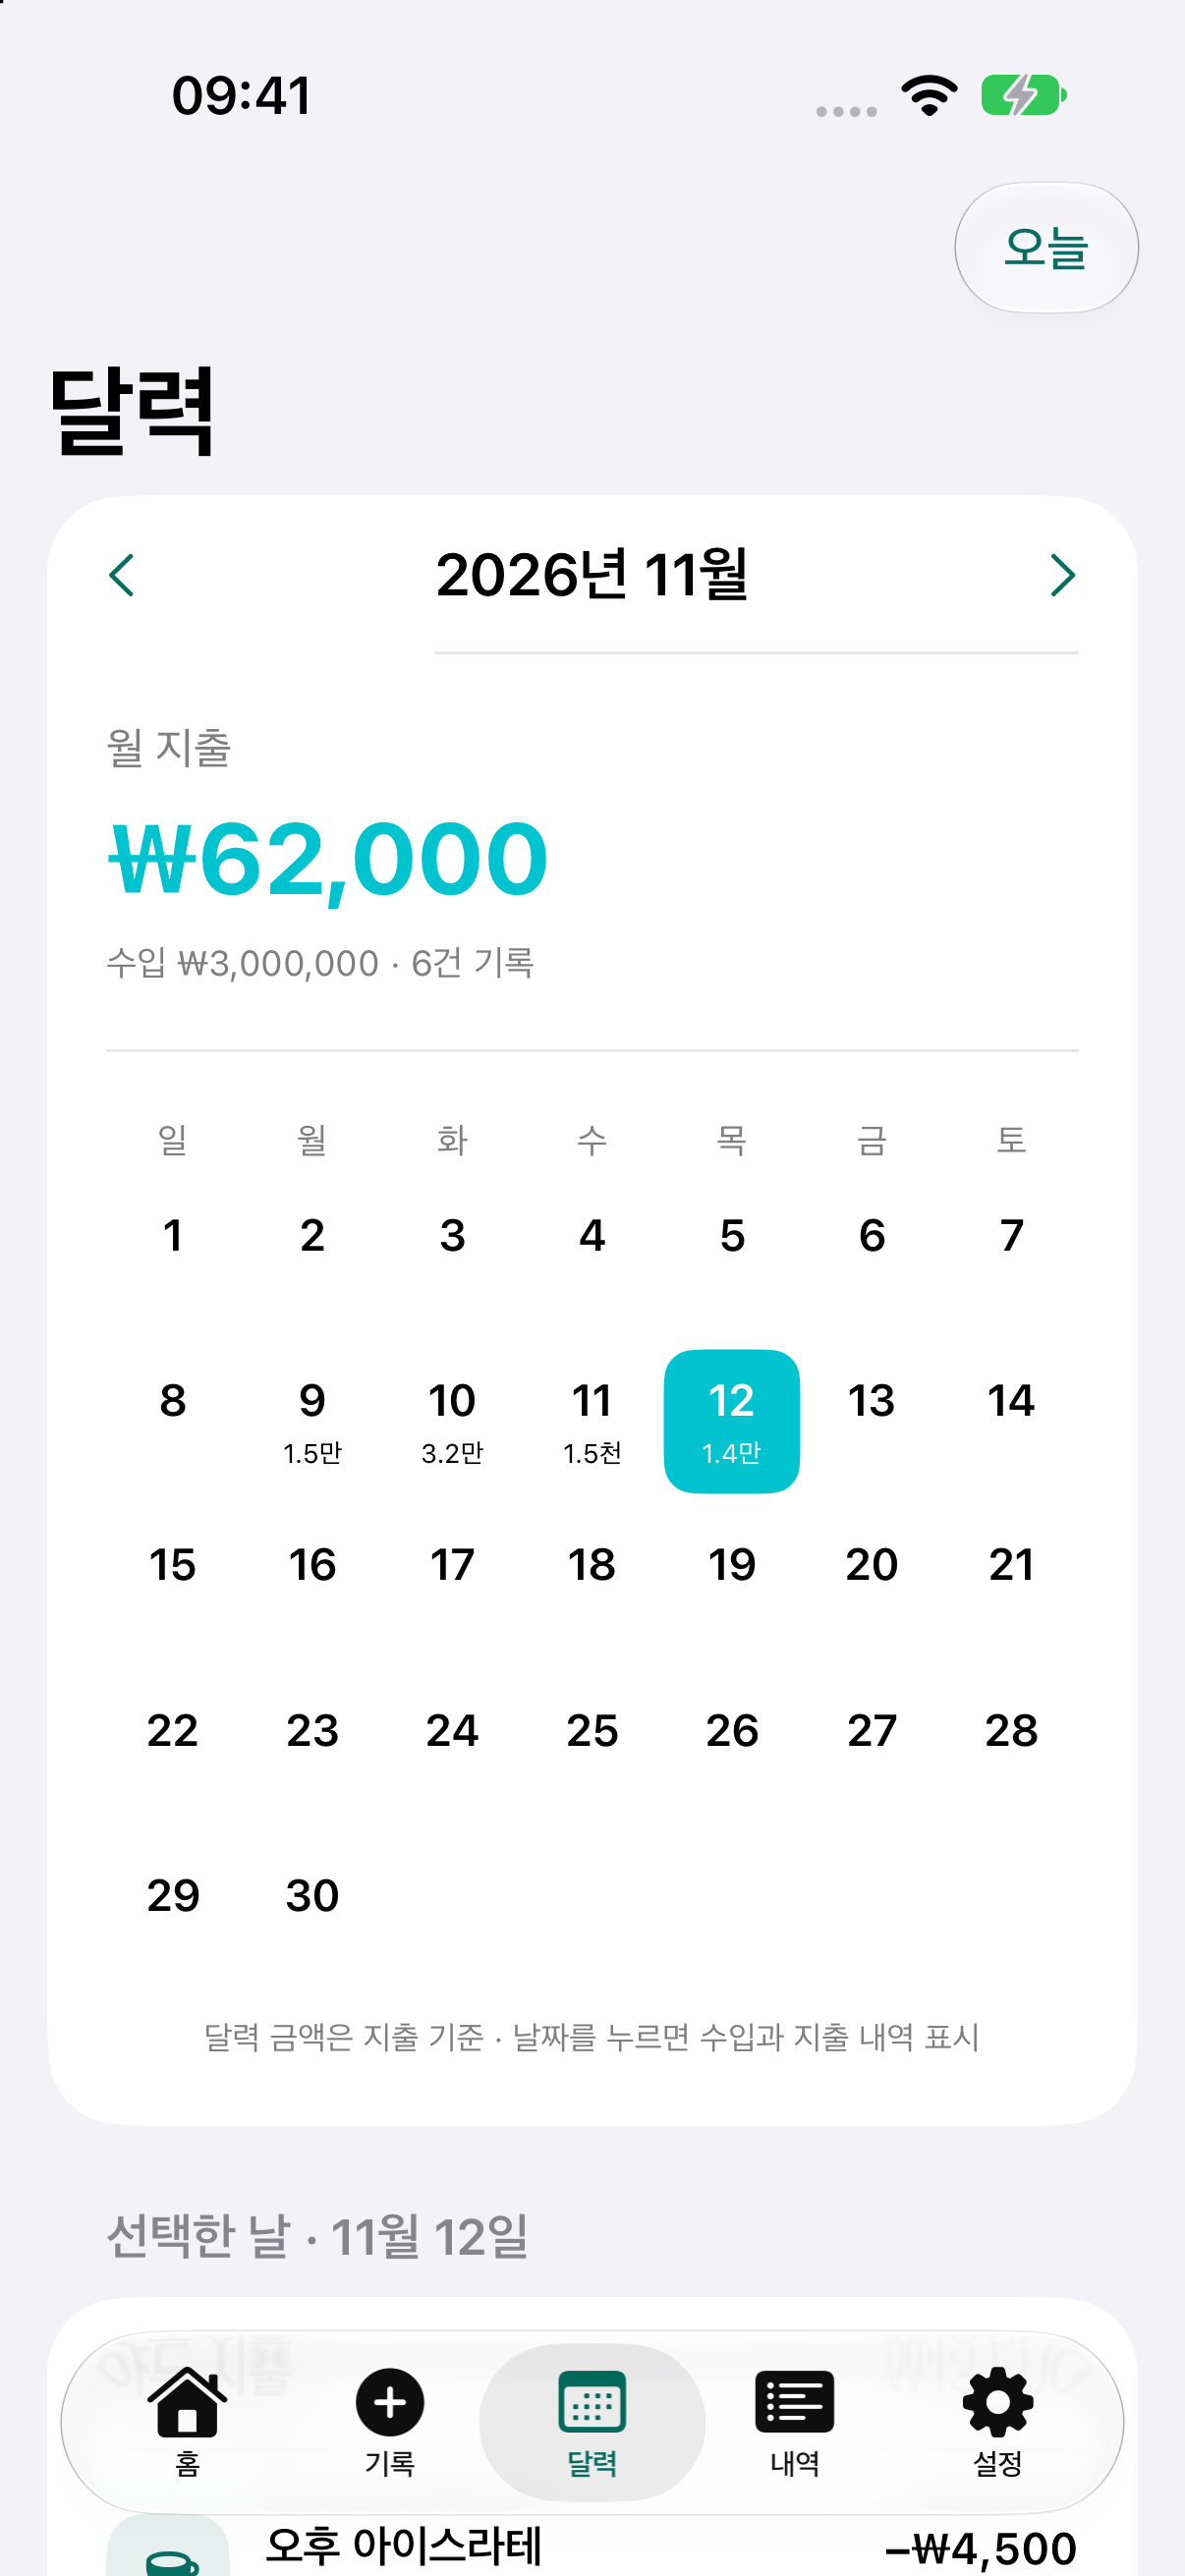 09:41
오늘
달력
2026년 11월
월 지출
₩62,000
수입 ₩3,000,000 · 6건 기록
일 월 화 수 목 금 토
1 2 3 4 5 6 7
8 9 10 11 12 13 14
1.5만 3.2만 1.5천 1.4만
15 16 17 18 19 20 21
22 23 24 25 26 27 28
29 30
달력 금액은 지출 기준 · 날짜를 누르면 수입과 지출 내역 표시
선택한 날 · 11월 12일
홈 기록 달력 내역 설정
오후 아이스라테 –₩4,500